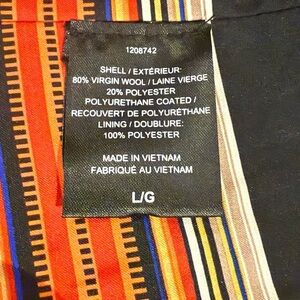 1208742
SHELL / EXTÉRIEUR:
80% VIRGIN WOOL / LAINE VIERGE
20% POLYESTER
POLYURETHANE COATED /
RECOUVERT DE POLYURÉTHANE
LINING / DOUBLURE:
100% POLYESTER
MADE IN VIETNAM
FABRIQUÉ AU VIETNAM
L/G